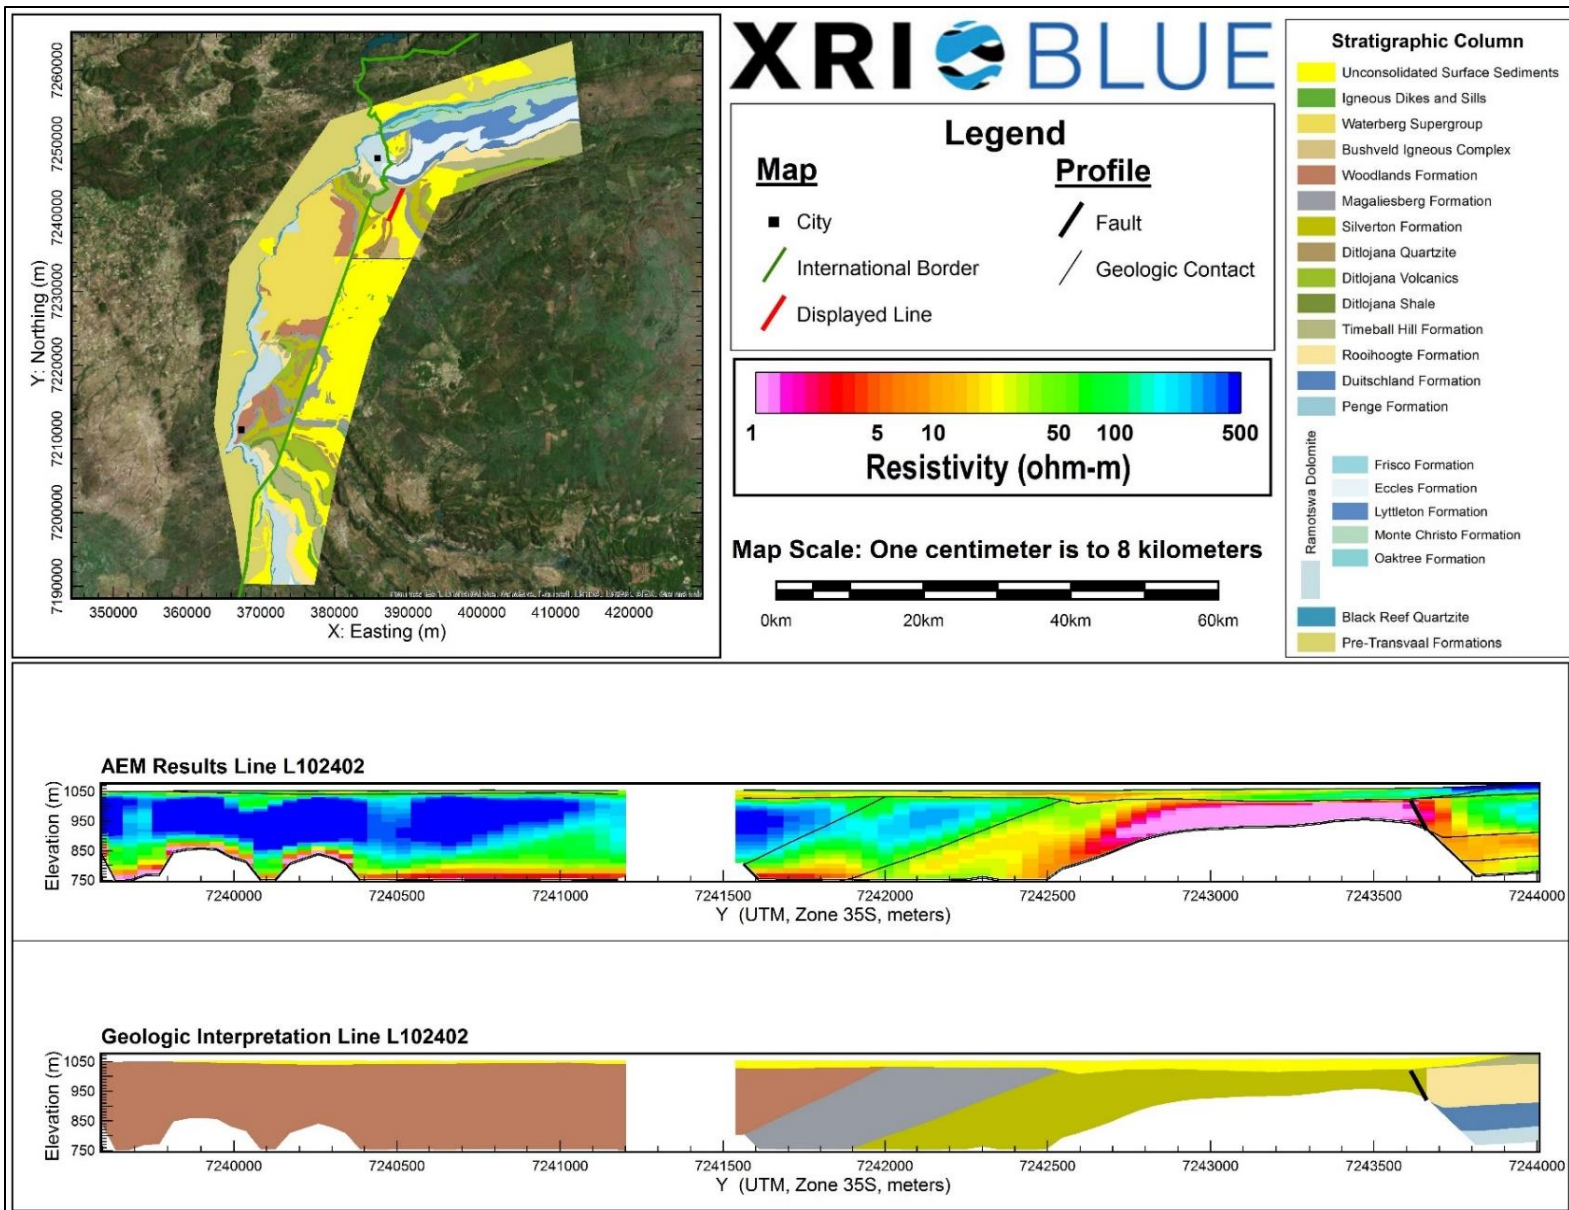 XRI BLUE
Y: Northing (m)
7260000
7250000
7240000
7230000
7220000
7210000
7200000
7190000
350000 360000 370000 380000 390000 400000 410000 420000
X: Easting (m)
Legend
Map
City
International Border
Displayed Line
Profile
Fault
Geologic Contact
1 5 10 50 100 500
Resistivity (ohm-m)
Map Scale: One centimeter is to 8 kilometers
0km 20km 40km 60km
Stratigraphic Column
Unconsolidated Surface Sediments
Igneous Dikes and Sills
Waterberg Supergroup
Bushveld Igneous Complex
Woodlands Formation
Magaliesberg Formation
Silverton Formation
Ditlojana Quartzite
Ditlojana Volcanics
Ditlojana Shale
Timeball Hill Formation
Rooihoogte Formation
Duitschland Formation
Penge Formation
Ramotswa Dolomite
Frisco Formation
Eccles Formation
Lyttleton Formation
Monte Christo Formation
Oaktree Formation
Black Reef Quartzite
Pre-Transvaal Formations
AEM Results Line L102402
Elevation (m)
1050
950
850
750
7240000 7240500 7241000 7241500 7242000 7242500 7243000 7243500 7244000
Y (UTM, Zone 35S, meters)
Geologic Interpretation Line L102402
Elevation (m)
1050
950
850
750
7240000 7240500 7241000 7241500 7242000 7242500 7243000 7243500 7244000
Y (UTM, Zone 35S, meters)